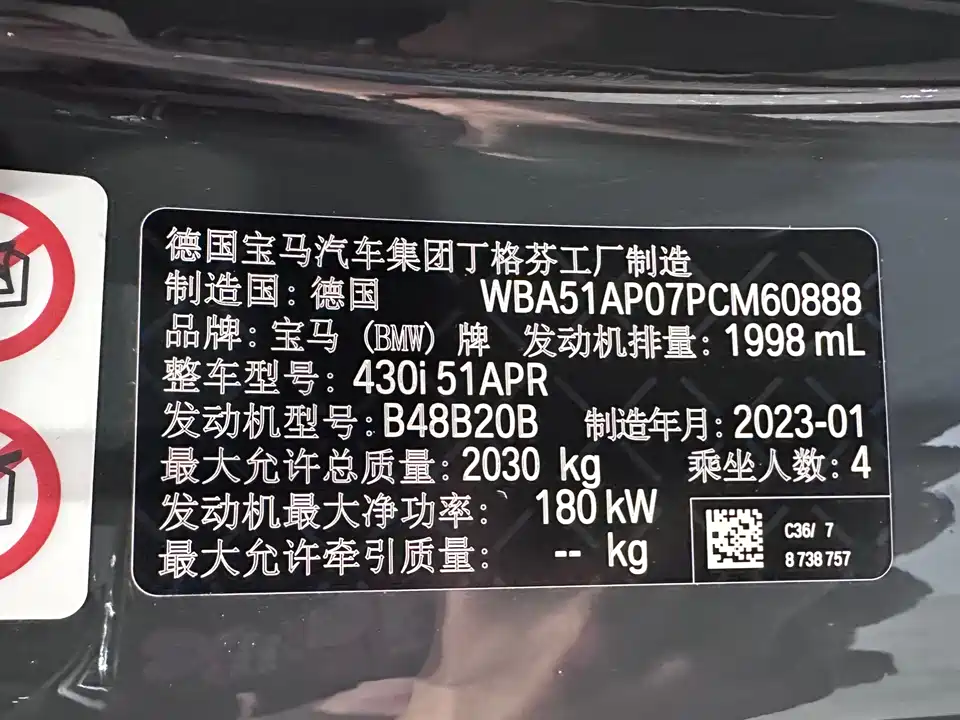 德国宝马汽车集团丁格芬工厂制造
制造国：德国 WBA51AP07PCM60888
品牌：宝马 (BMW) 牌 发动机排量：1998 mL
整车型号：430i 51APR
发动机型号：B48B20B 制造年月：2023-01
最大允许总质量：2030 kg 乘坐人数：4
发动机最大净功率： 180 kW
最大允许牵引质量： -- kg
C36/ 7
8 738 757